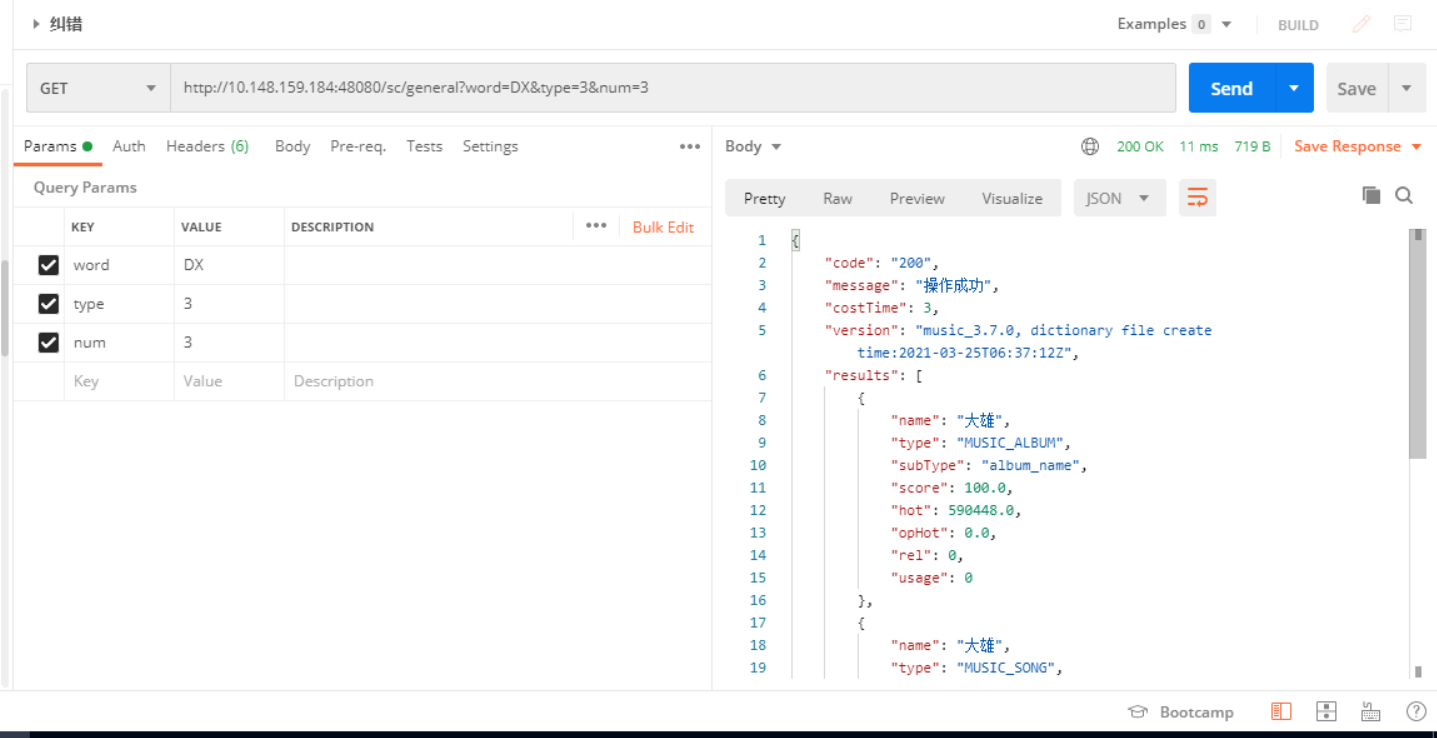 纠错
Examples 0 BUILD
GET http://10.148.159.184:48080/sc/general?word=DX&type=3&num=3 Send Save
Params Auth Headers (6) Body Pre-req. Tests Settings
Body 200 OK 11 ms 719 B Save Response
Query Params
Pretty Raw Preview Visualize JSON
KEY VALUE DESCRIPTION Bulk Edit
word DX
type 3
num 3
Key Value Description
1 {
2 "code": "200",
3 "message": "操作成功",
4 "costTime": 3,
5 "version": "music_3.7.0, dictionary file create
time:2021-03-25T06:37:12Z",
6 "results": [
7 {
8 "name": "大雄",
9 "type": "MUSIC_ALBUM",
10 "subType": "album_name",
11 "score": 100.0,
12 "hot": 590448.0,
13 "opHot": 0.0,
14 "rel": 0,
15 "usage": 0
16 },
17 {
18 "name": "大雄",
19 "type": "MUSIC_SONG",
Bootcamp